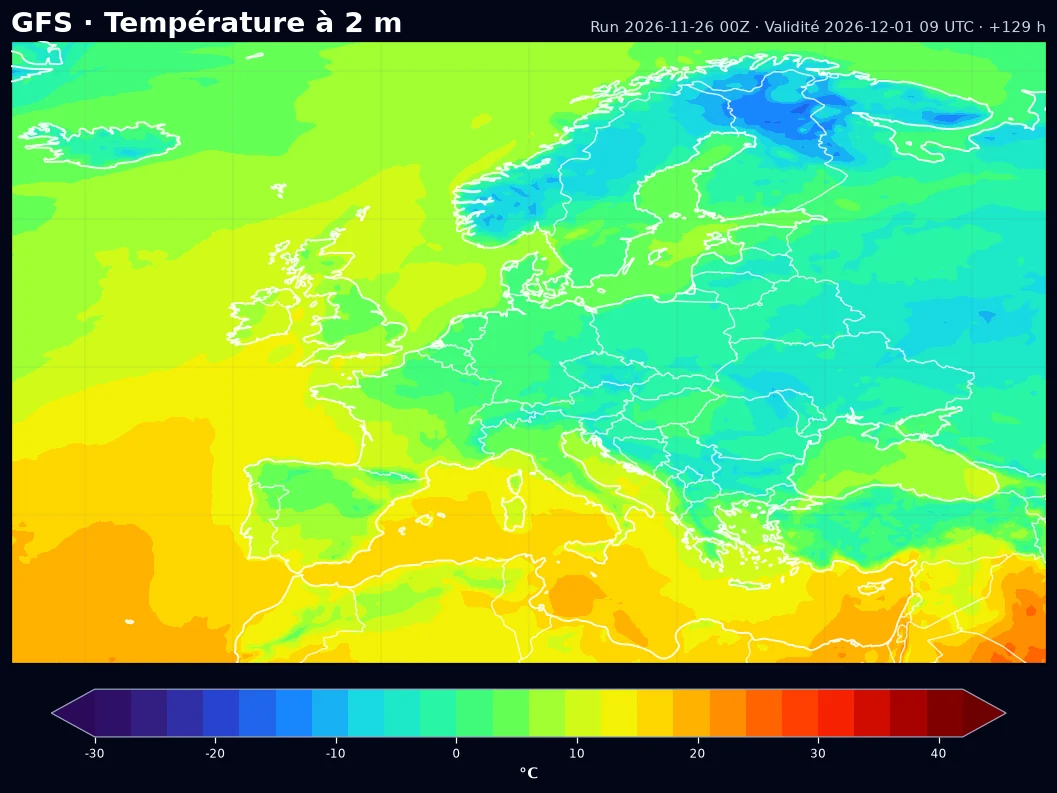 GFS · Température à 2 m
Run 2026-11-26 00Z · Validité 2026-12-01 09 UTC · +129 h
-30 -20 -10 0 10 20 30 40
°C